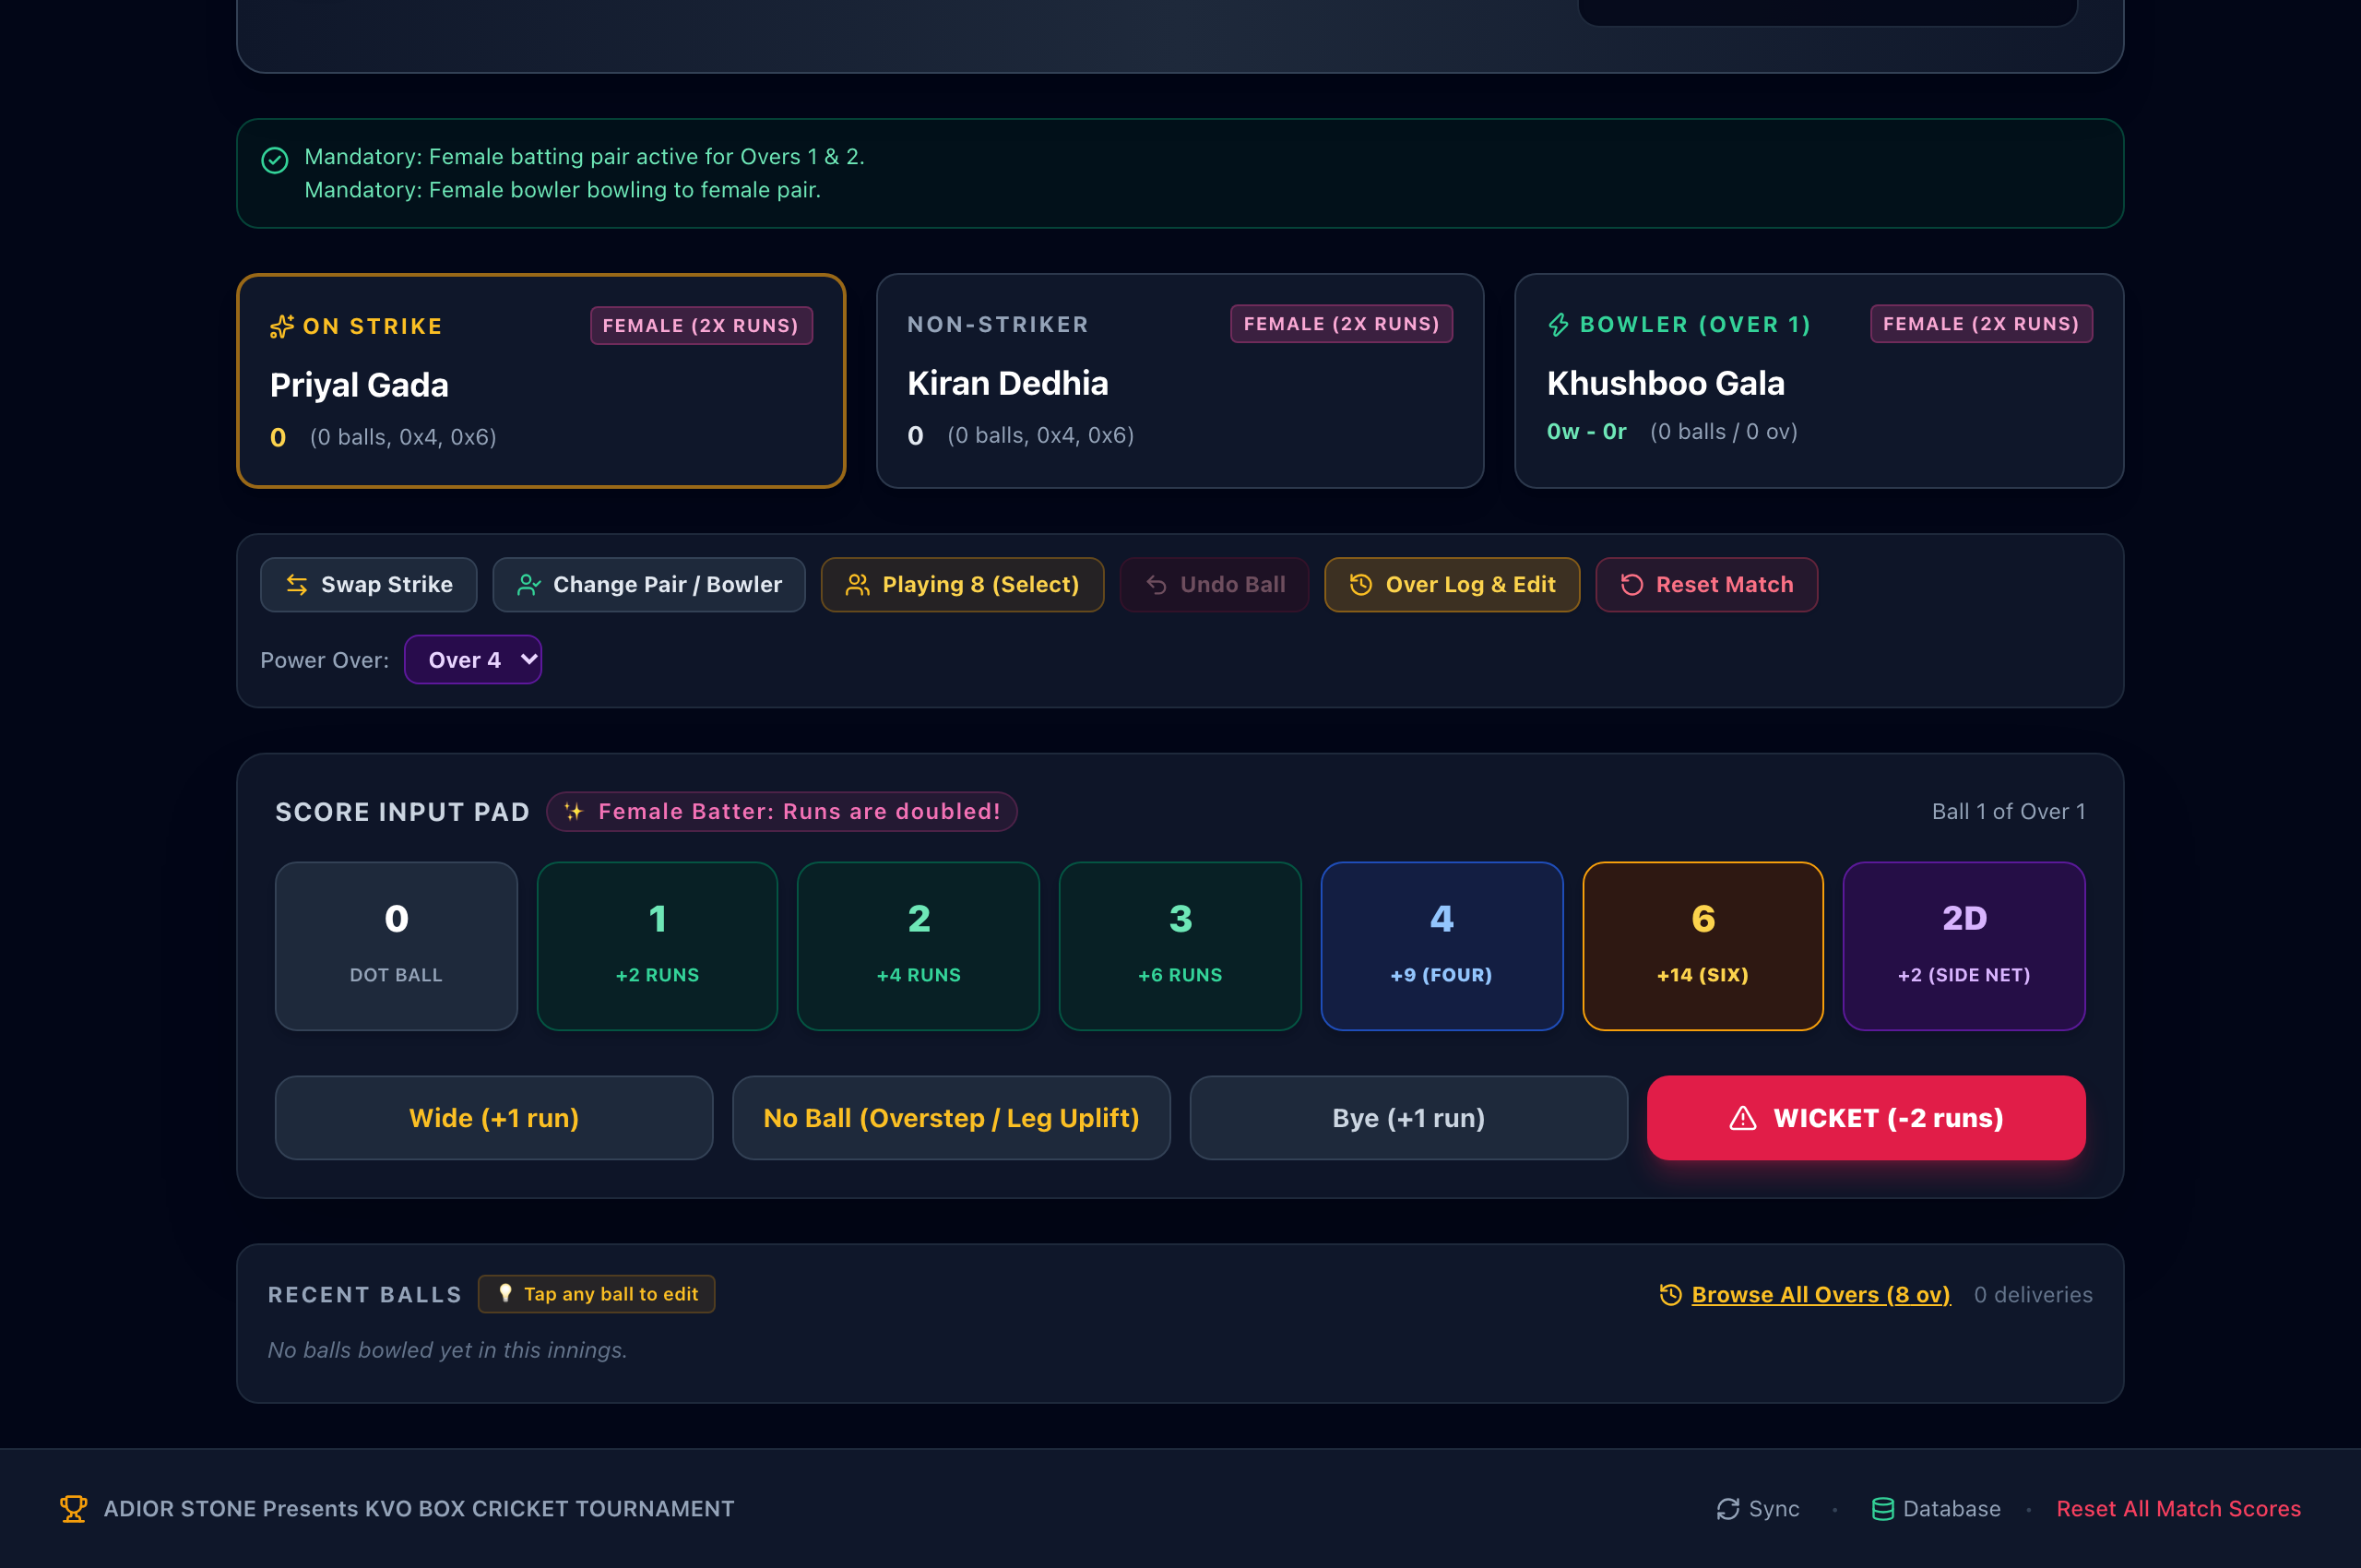 Mandatory: Female batting pair active for Overs 1 & 2.
Mandatory: Female bowler bowling to female pair.
ON STRIKE
FEMALE (2X RUNS)
Priyal Gada
0 (0 balls, 0x4, 0x6)
NON-STRIKER
FEMALE (2X RUNS)
Kiran Dedhia
0 (0 balls, 0x4, 0x6)
BOWLER (OVER 1)
FEMALE (2X RUNS)
Khushboo Gala
0w - 0r (0 balls / 0 ov)
Swap Strike
Change Pair / Bowler
Playing 8 (Select)
Undo Ball
Over Log & Edit
Reset Match
Power Over: Over 4
SCORE INPUT PAD
✨ Female Batter: Runs are doubled!
Ball 1 of Over 1
0
DOT BALL
1
+2 RUNS
2
+4 RUNS
3
+6 RUNS
4
+9 (FOUR)
6
+14 (SIX)
2D
+2 (SIDE NET)
Wide (+1 run)
No Ball (Overstep / Leg Uplift)
Bye (+1 run)
WICKET (-2 runs)
RECENT BALLS
💡 Tap any ball to edit
Browse All Overs (8 ov)
0 deliveries
No balls bowled yet in this innings.
ADIOR STONE Presents KVO BOX CRICKET TOURNAMENT
Sync · Database · Reset All Match Scores